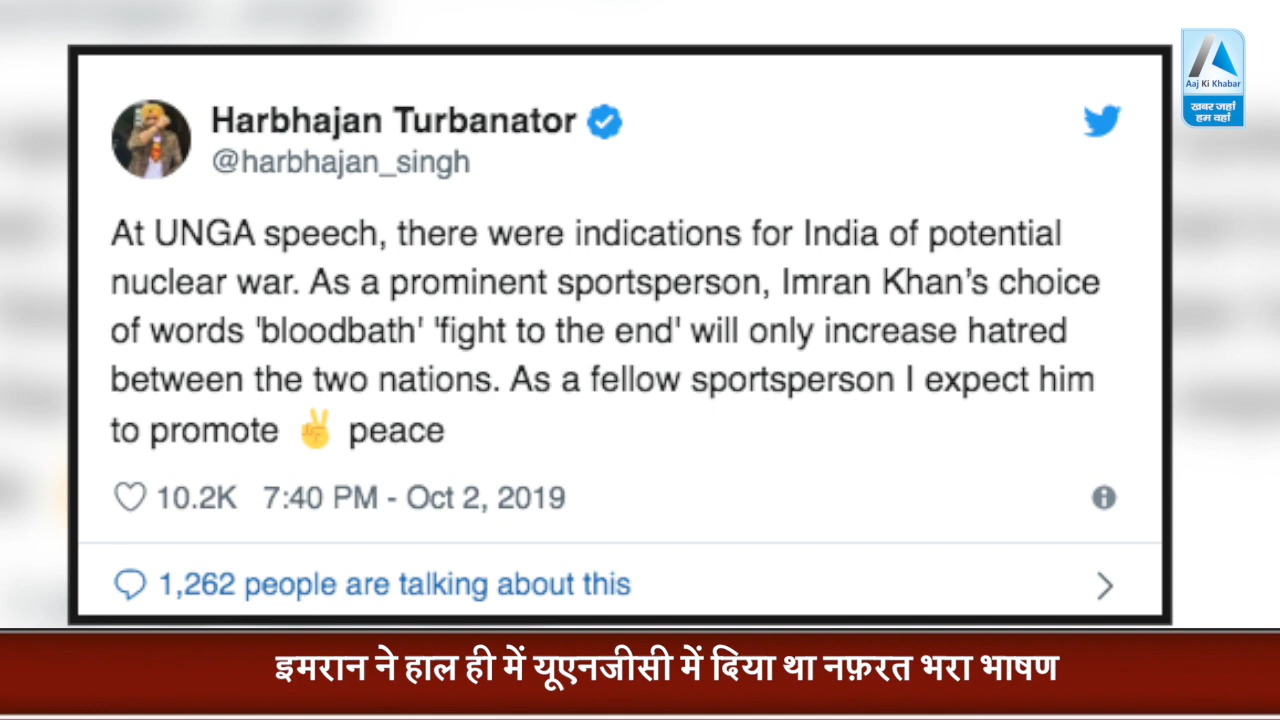 Harbhajan Turbanator
@harbhajan_singh
At UNGA speech, there were indications for India of potential
nuclear war. As a prominent sportsperson, Imran Khan's choice
of words 'bloodbath' 'fight to the end' will only increase hatred
between the two nations. As a fellow sportsperson I expect him
to promote ✌ peace
10.2K 7:40 PM - Oct 2, 2019
1,262 people are talking about this
Aaj Ki Khabar
खबर जहां
हम वहां
इमरान ने हाल ही में यूएनजीसी में दिया था नफ़रत भरा भाषण